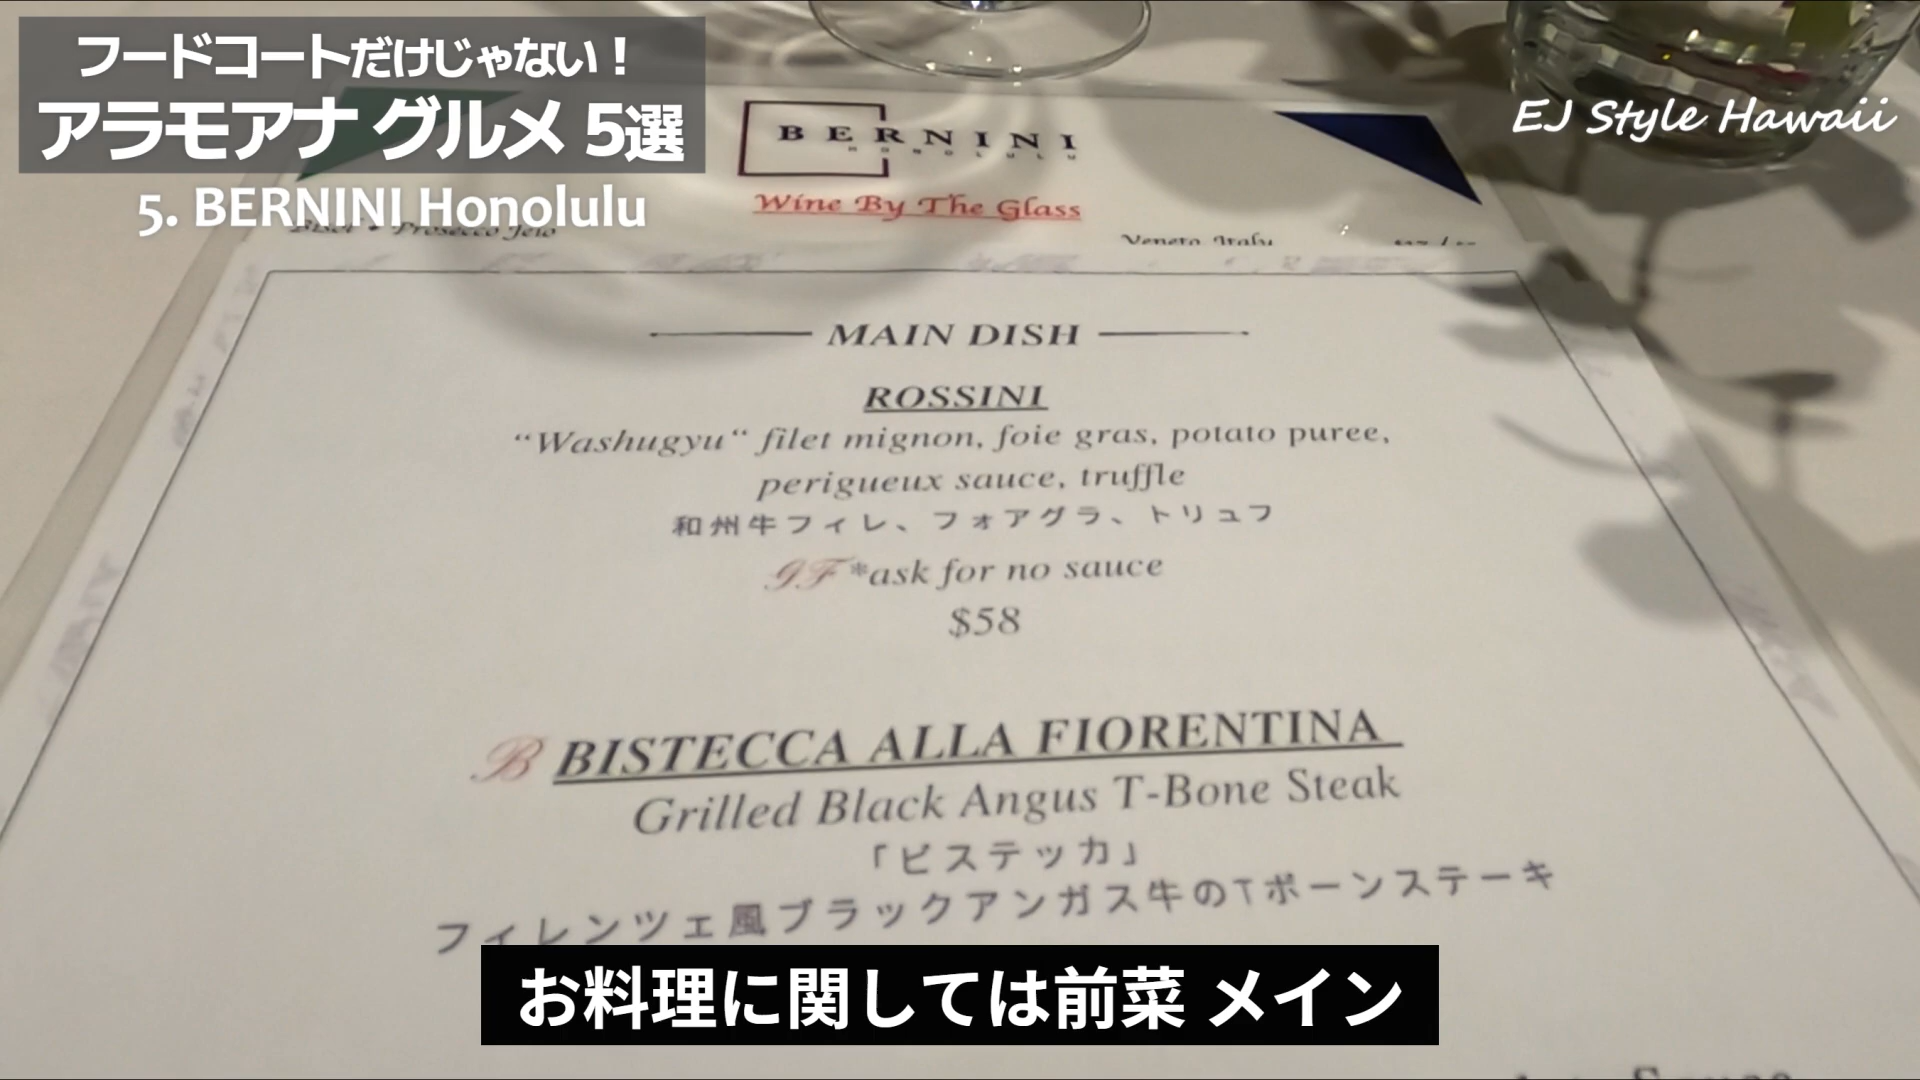 フードコートだけじゃない！
アラモアナ グルメ 5選
5. BERNINI Honolulu
EJ Style Hawaii
BERNINI
HONOLULU
Wine By The Glass
Prosecco Jeio
Veneto, Italy
MAIN DISH
ROSSINI
“Washugyu“ filet mignon, foie gras, potato puree,
perigueux sauce, truffle
和州牛フィレ、フォアグラ、トリュフ
GF *ask for no sauce
$58
B BISTECCA ALLA FIORENTINA
Grilled Black Angus T-Bone Steak
「ビステッカ」
フィレンツェ風ブラックアンガス牛のTボーンステーキ
お料理に関しては前菜 メイン